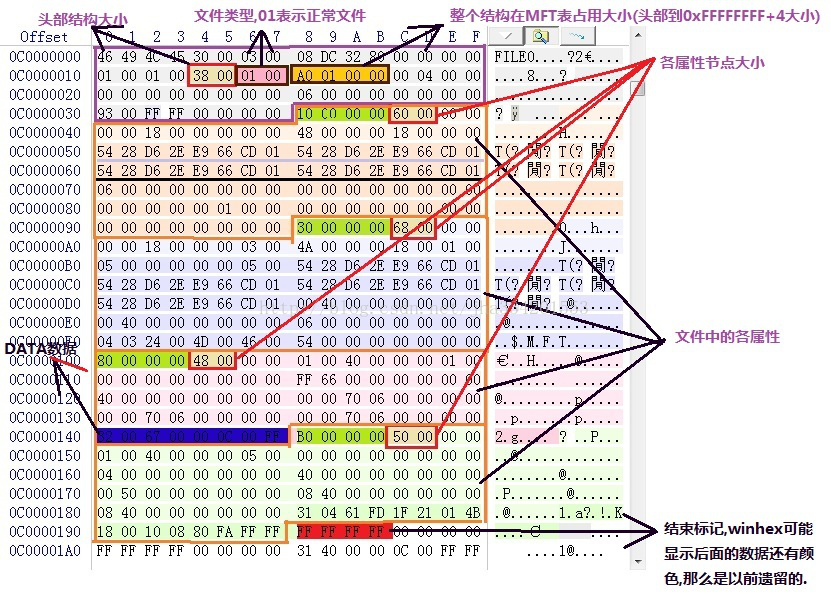 头部结构大小
文件类型,01表示正常文件
整个结构在MFT表占用大小(头部到0xFFFFFFFF+4大小)
Offset 0 1 2 3 4 5 6 7 8 9 A B C D E F
0C0000000 46 49 4C 45 30 00 03 00 08 DC 32 80 00 00 00 00 FILE0....?2€....
0C0000010 01 00 01 00 38 00 01 00 A0 01 00 00 00 04 00 00 ....8...?.......
0C0000020 00 00 00 00 00 00 00 00 06 00 00 00 00 00 00 00 ................
0C0000030 93 00 FF FF 00 00 00 00 10 00 00 00 60 00 00 00
0C0000040 00 00 18 00 00 00 00 00 48 00 00 00 18 00 00 00 ........H.......
0C0000050 54 28 D6 2E E9 66 CD 01 54 28 D6 2E E9 66 CD 01 T(? 閒? T(? 閒?
0C0000060 54 28 D6 2E E9 66 CD 01 54 28 D6 2E E9 66 CD 01 T(? 閒? T(? 閒?
0C0000070 06 00 00 00 00 00 00 00 00 00 00 00 00 00 00 00 ................
0C0000080 00 00 00 00 00 01 00 00 00 00 00 00 00 00 00 00 ................
0C0000090 00 00 00 00 00 00 00 00 30 00 00 00 68 00 00 00 ........0...h...
0C00000A0 00 00 18 00 00 00 03 00 4A 00 00 00 18 00 01 00 ........J.......
0C00000B0 05 00 00 00 00 00 05 00 54 28 D6 2E E9 66 CD 01 ........T(? 閒?
0C00000C0 54 28 D6 2E E9 66 CD 01 54 28 D6 2E E9 66 CD 01 T(? 閒? T(? 閒?
0C00000D0 54 28 D6 2E E9 66 CD 01 00 40 00 00 00 00 00 00 T(? 閒? .@......
00 40 00 00 00 00 00 00 06 00 00 00 00 00 00 00 .@..............
04 03 24 00 4D 00 46 00 54 00 00 00 00 00 00 00 ..$.M.F.T.......
80 00 00 00 48 00 00 00 01 00 40 00 00 00 01 00 €...H.....@.....
00 00 00 00 00 00 00 00 FF 66 00 00 00 00 00 00
0C0000120 40 00 00 00 00 00 00 00 00 00 70 06 00 00 00 00 @.........p.....
0C0000130 00 00 70 06 00 00 00 00 00 00 70 06 00 00 00 00 ..p.......p.....
0C0000140 32 00 67 00 00 00 0C 00 FF B0 00 00 00 50 00 00 00 2.g.....? ..P...
0C0000150 01 00 40 00 00 00 05 00 00 00 00 00 00 00 00 00 ..@.............
0C0000160 04 00 00 00 00 00 00 00 40 00 00 00 00 00 00 00 ........@.......
0C0000170 00 50 00 00 00 00 00 00 08 40 00 00 00 00 00 00 .P.......@......
0C0000180 08 40 00 00 00 00 00 00 31 04 61 FD 1F 21 01 4B .@......1.a?.!.K
0C0000190 18 00 10 08 80 FA FF FF FF FF FF FF 00 00 00 00
0C00001A0 FF FF FF FF 00 00 00 00 31 40 00 00 0C 00 FF FF ....1@....
各属性节点大小
文件中的各属性
DATA数据
结束标记,winhex可能
显示后面的数据还有颜
色,那么是以前遗留的.